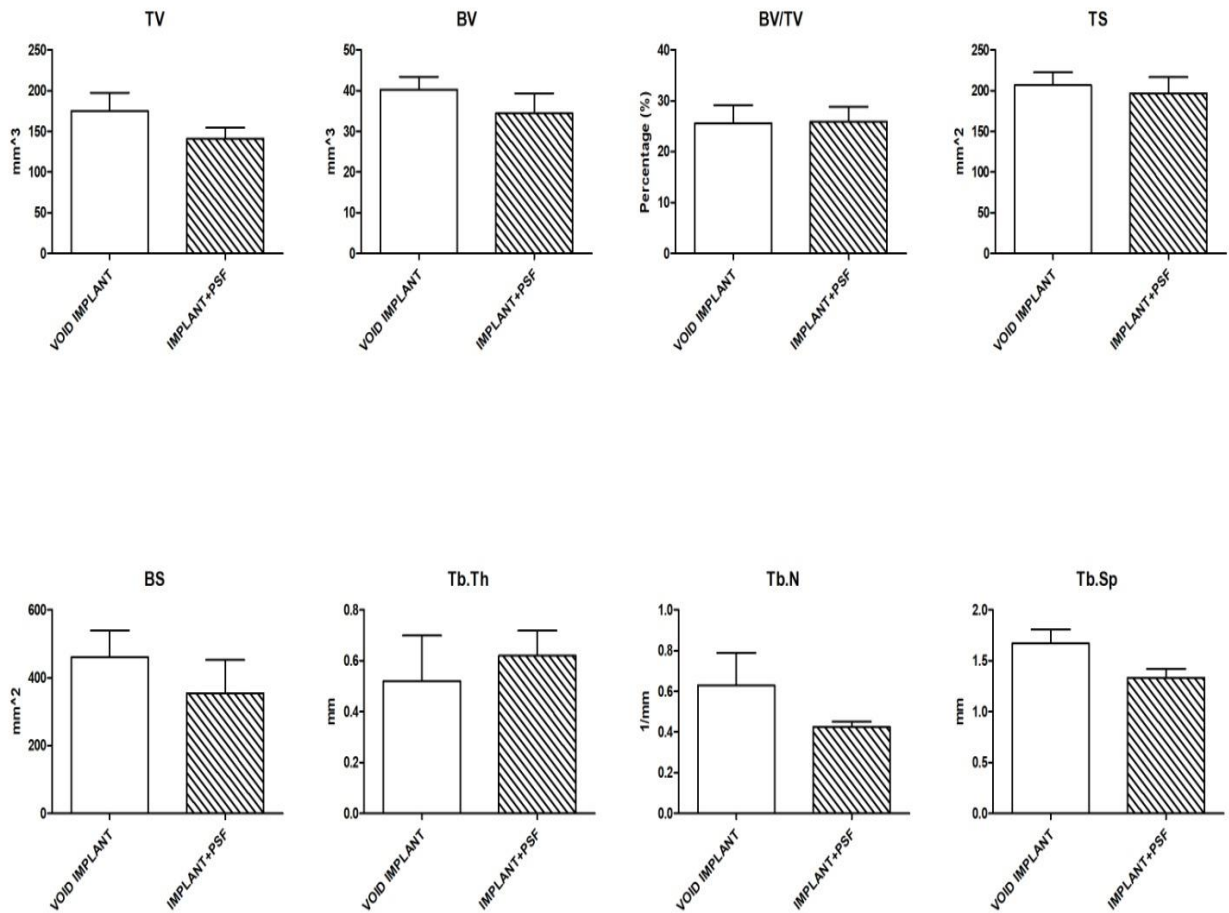 TV
250
200
150
100
50
0
mm^3
VOID IMPLANT
IMPLANT+PSF
BV
50
40
30
20
10
0
mm^3
VOID IMPLANT
IMPLANT+PSF
BV/TV
40
30
20
10
0
Percentage (%)
VOID IMPLANT
IMPLANT+PSF
TS
250
200
150
100
50
0
mm^2
VOID IMPLANT
IMPLANT+PSF
BS
600
400
200
0
mm^2
VOID IMPLANT
IMPLANT+PSF
Tb.Th
0.8
0.6
0.4
0.2
0.0
mm
VOID IMPLANT
IMPLANT+PSF
Tb.N
1.0
0.8
0.6
0.4
0.2
0.0
1/mm
VOID IMPLANT
IMPLANT+PSF
Tb.Sp
2.0
1.5
1.0
0.5
0.0
mm
VOID IMPLANT
IMPLANT+PSF